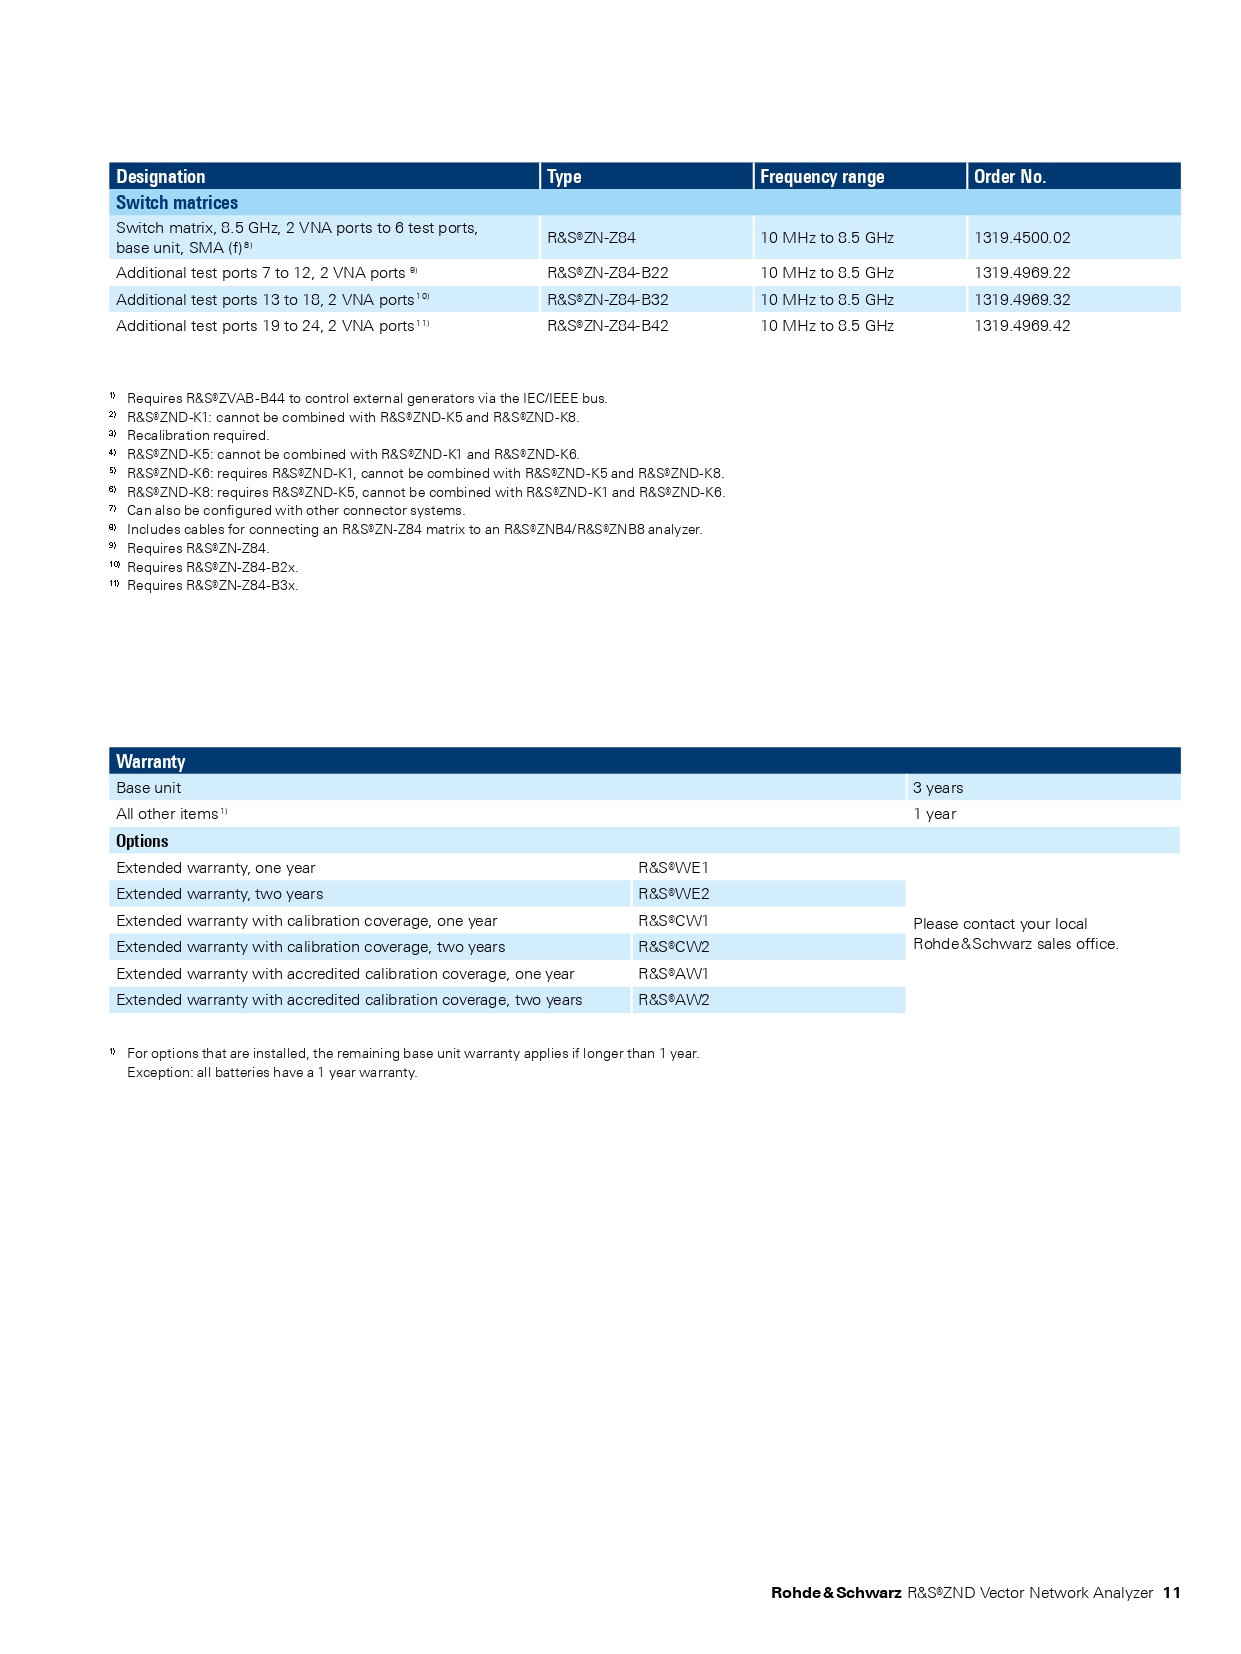 Designation Type Frequency range Order No.
Switch matrices
Switch matrix, 8.5 GHz, 2 VNA ports to 6 test ports,
base unit, SMA (f) 8) R&S®ZN-Z84 10 MHz to 8.5 GHz 1319.4500.02
Additional test ports 7 to 12, 2 VNA ports 9) R&S®ZN-Z84-B22 10 MHz to 8.5 GHz 1319.4969.22
Additional test ports 13 to 18, 2 VNA ports 10) R&S®ZN-Z84-B32 10 MHz to 8.5 GHz 1319.4969.32
Additional test ports 19 to 24, 2 VNA ports 11) R&S®ZN-Z84-B42 10 MHz to 8.5 GHz 1319.4969.42
1) Requires R&S®ZVAB-B44 to control external generators via the IEC/IEEE bus.
2) R&S®ZND-K1: cannot be combined with R&S®ZND-K5 and R&S®ZND-K8.
3) Recalibration required.
4) R&S®ZND-K5: cannot be combined with R&S®ZND-K1 and R&S®ZND-K6.
5) R&S®ZND-K6: requires R&S®ZND-K1, cannot be combined with R&S®ZND-K5 and R&S®ZND-K8.
6) R&S®ZND-K8: requires R&S®ZND-K5, cannot be combined with R&S®ZND-K1 and R&S®ZND-K6.
7) Can also be configured with other connector systems.
8) Includes cables for connecting an R&S®ZN-Z84 matrix to an R&S®ZNB4/R&S®ZNB8 analyzer.
9) Requires R&S®ZN-Z84.
10) Requires R&S®ZN-Z84-B2x.
11) Requires R&S®ZN-Z84-B3x.
Warranty
Base unit 3 years
All other items 1) 1 year
Options
Extended warranty, one year R&S®WE1
Extended warranty, two years R&S®WE2
Extended warranty with calibration coverage, one year R&S®CW1
Extended warranty with calibration coverage, two years R&S®CW2
Extended warranty with accredited calibration coverage, one year R&S®AW1
Extended warranty with accredited calibration coverage, two years R&S®AW2
Please contact your local
Rohde & Schwarz sales office.
1) For options that are installed, the remaining base unit warranty applies if longer than 1 year.
Exception: all batteries have a 1 year warranty.
Rohde & Schwarz R&S®ZND Vector Network Analyzer 11